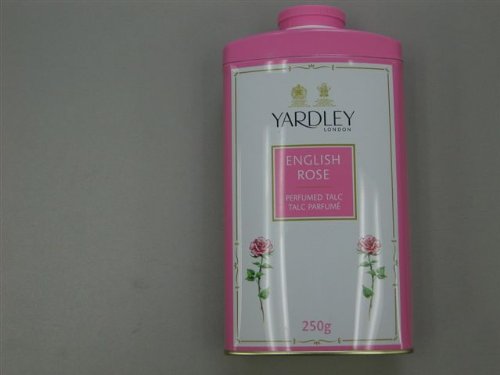 YARDLEY
LONDON
ENGLISH
ROSE
PERFUMED TALC
TALC PARFUMÉ
250g